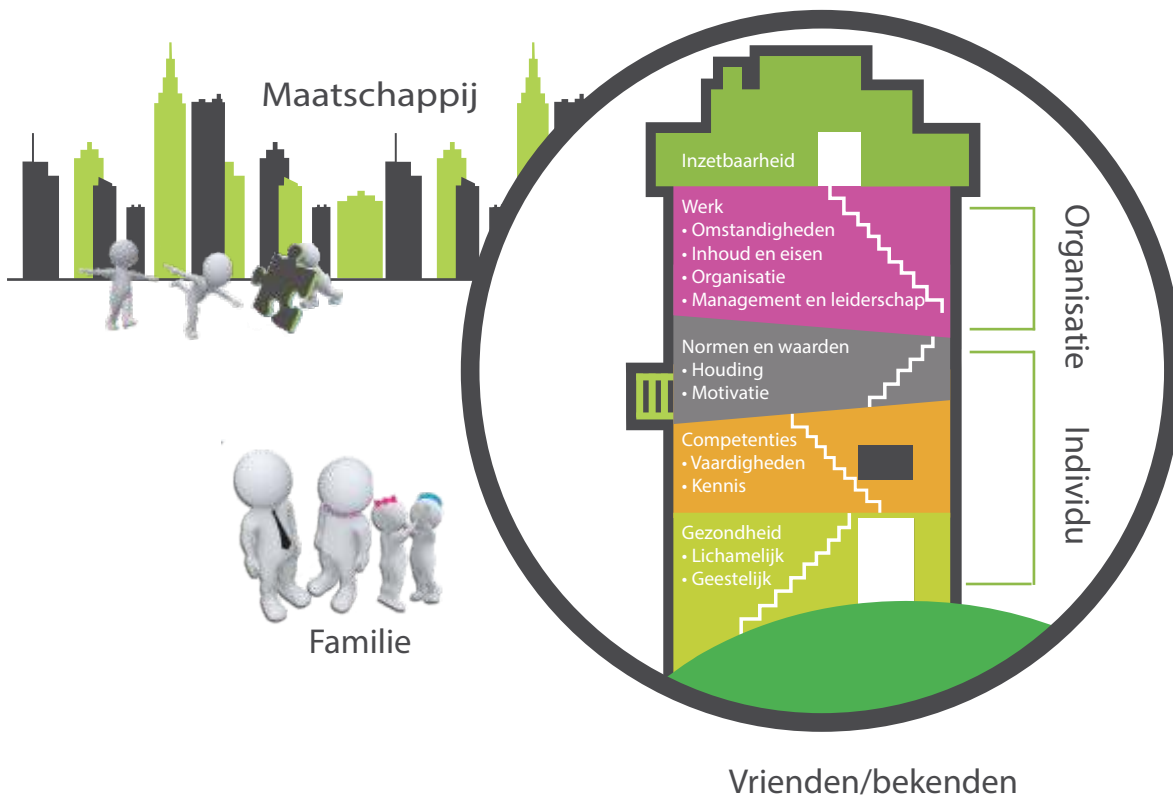 Maatschappij
Inzetbaarheid
Werk
• Omstandigheden
• Inhoud en eisen
• Organisatie
• Management en leiderschap
Normen en waarden
• Houding
• Motivatie
Competenties
• Vaardigheden
• Kennis
Gezondheid
• Lichamelijk
• Geestelijk
Organisatie
Individu
Familie
Vrienden/bekenden